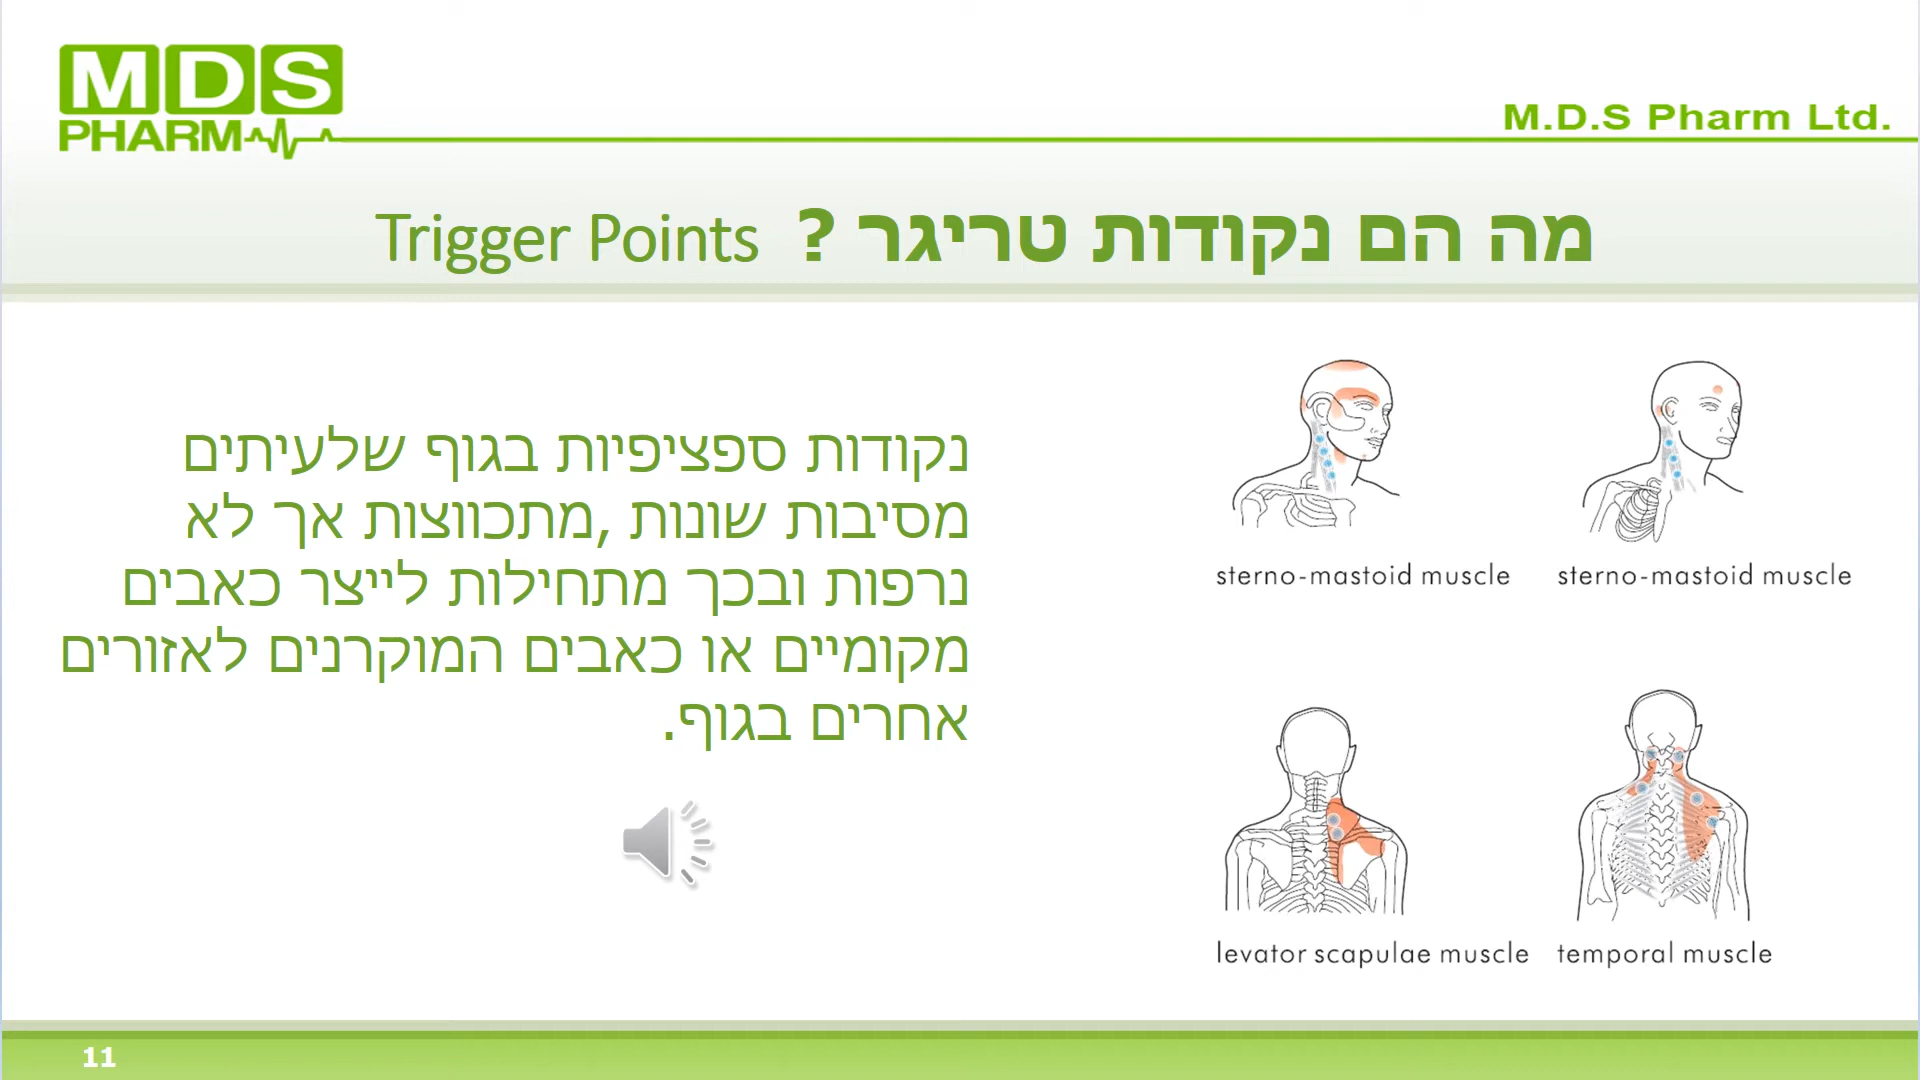 MDS
PHARM
M.D.S Pharm Ltd.
מה הם נקודות טריגר ? Trigger Points
נקודות ספציפיות בגוף שלעיתים
מסיבות שונות ,מתכווצות אך לא
נרפות ובכך מתחילות לייצר כאבים
מקומיים או כאבים המוקרנים לאזורים
אחרים בגוף.
sterno-mastoid muscle
sterno-mastoid muscle
levator scapulae muscle
temporal muscle
11